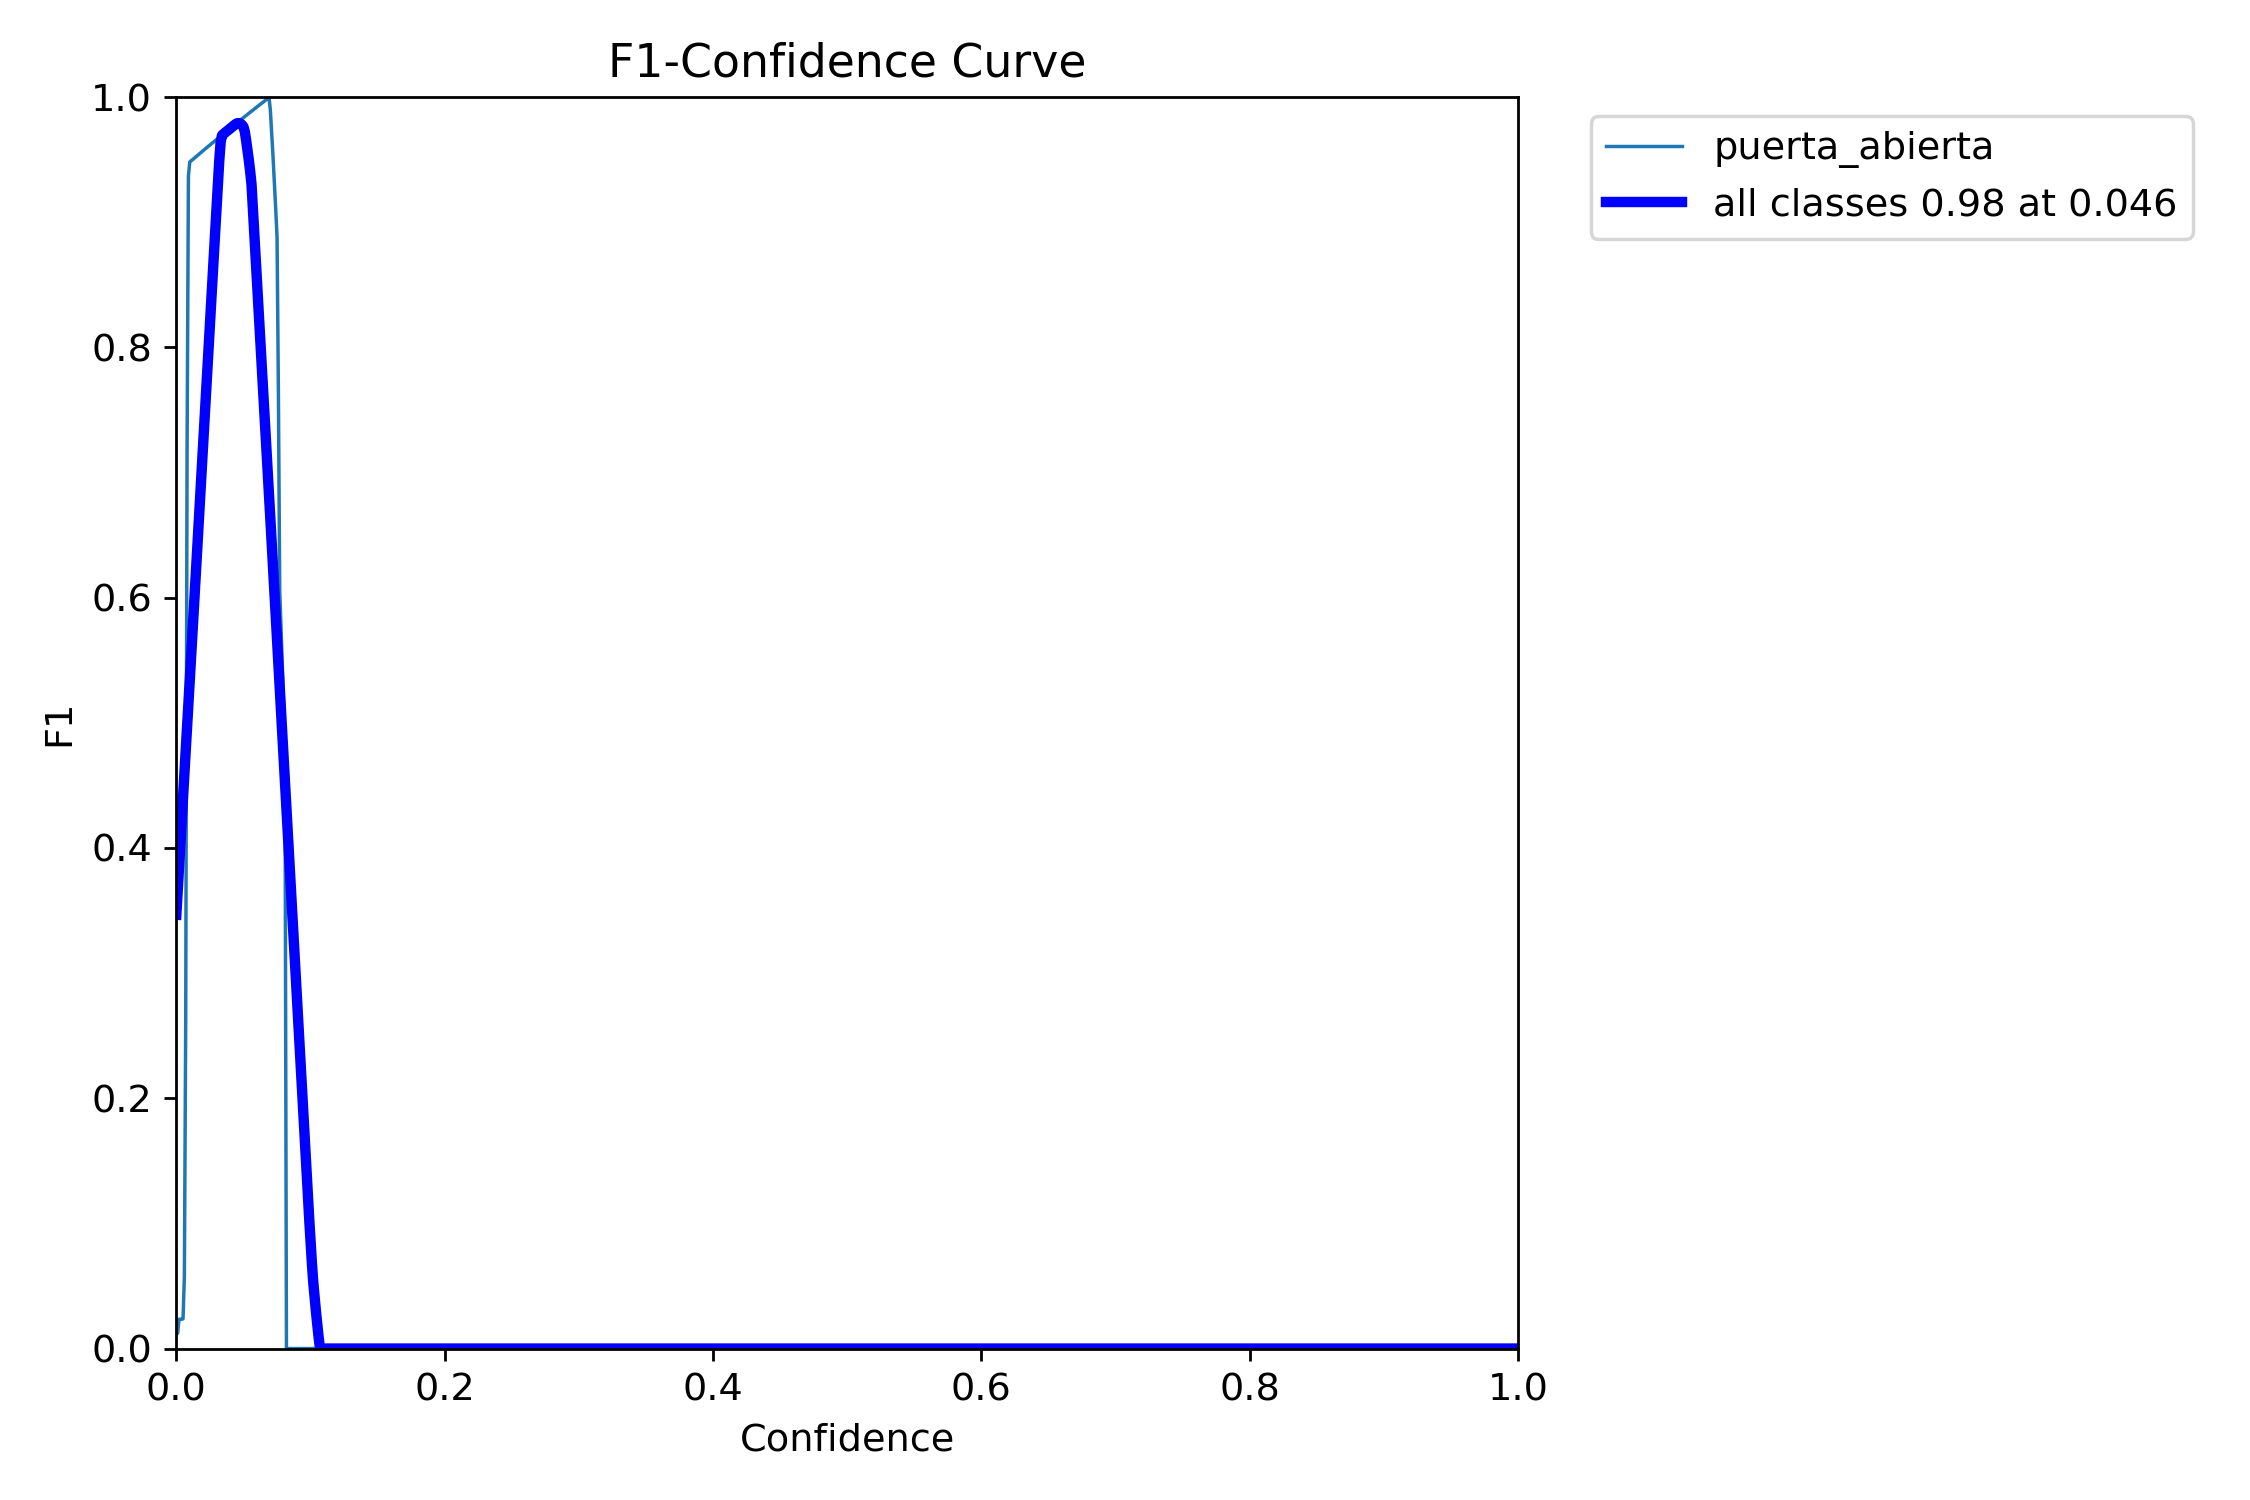 F1-Confidence Curve
1.0
0.8
0.6
0.4
0.2
0.0
F1
0.0 0.2 0.4 0.6 0.8 1.0
Confidence
puerta_abierta
all classes 0.98 at 0.046